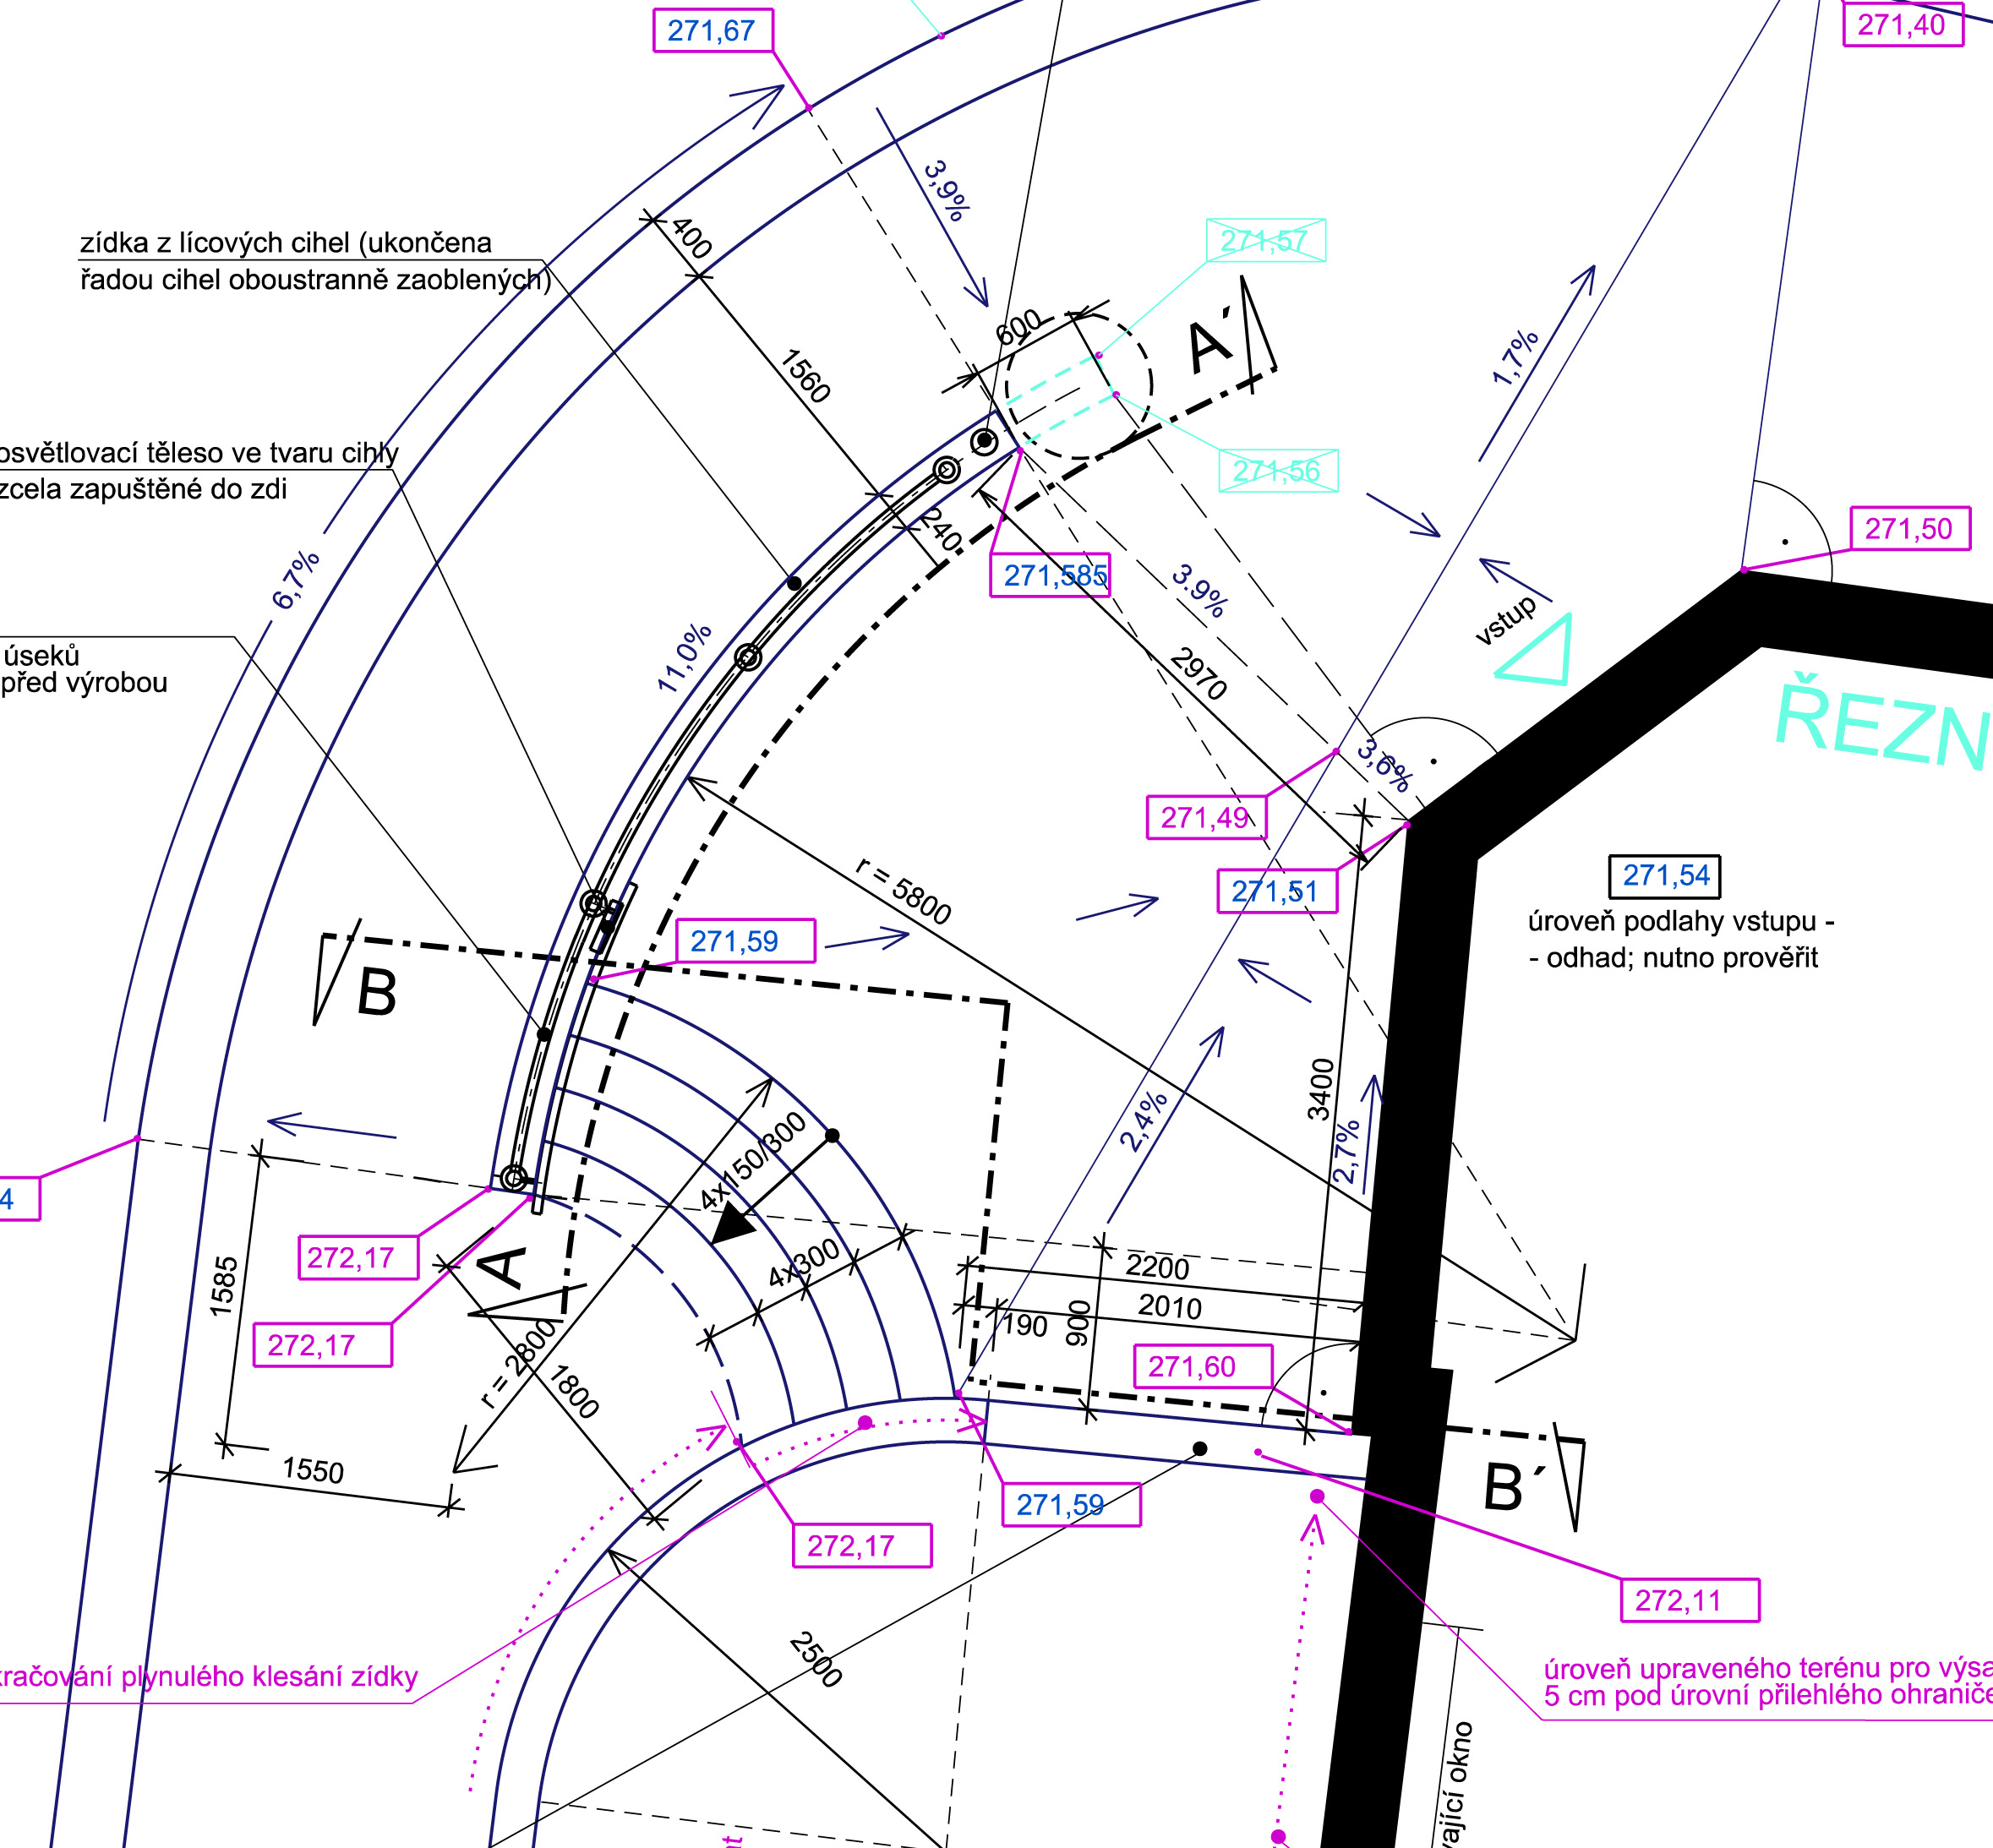 271,67
271,40
3,9%
400
zídka z lícových cihel (ukončena
řadou cihel oboustranně zaoblených)
271,57
600
A´
1,7%
1560
osvětlovací těleso ve tvaru cihly
zcela zapuštěné do zdi
271,56
240
271,50
6,7%
271,585
3.9%
vstup
11,0%
úseků
před výrobou
2970
ŘEZN
3,6%
271,49
271,51
r = 5800
271,54
úroveň podlahy vstupu -
- odhad; nutno prověřit
271,59
B
3400
2,4%
2,7%
4x150/300
4
272,17
A
4x300
2200
2010
190
900
1585
272,17
271,60
r = 2800
1800
1550
271,59
B´
272,17
272,11
2500
kračování plynulého klesání zídky
úroveň upraveného terénu pro výsa
5 cm pod úrovní přilehlého ohraniče
vající okno